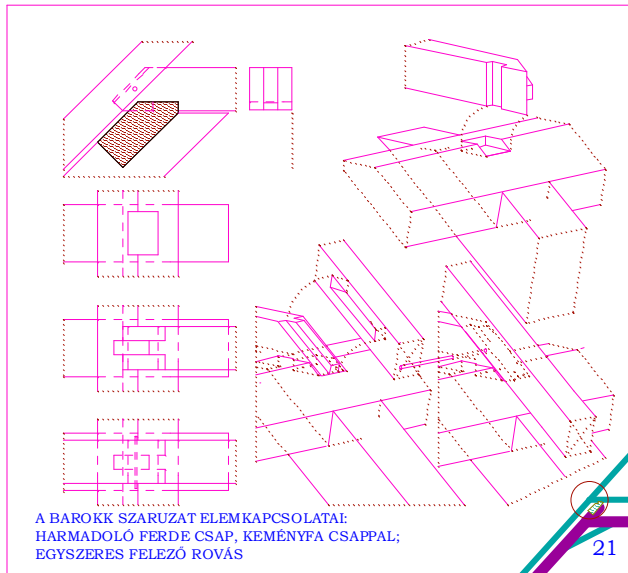 A BAROKK SZARUZAT ELEMKAPCSOLATAI:
HARMADOLÓ FERDE CSAP, KEMÉNYFA CSAPPAL;
EGYSZERES FELEZŐ ROVÁS
21